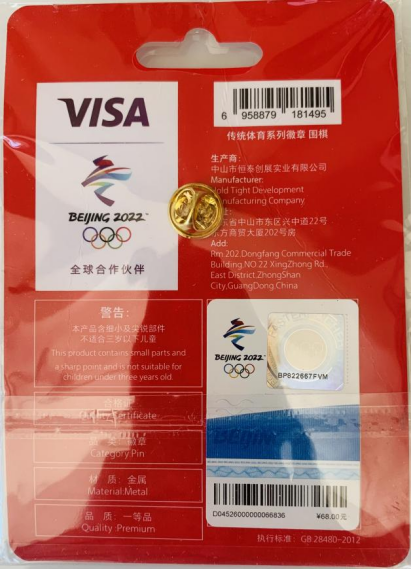 VISA
BEIJING 2022
全球合作伙伴
6 958879 181495
传统体育系列徽章 围棋
生产商:
中山市恒泰创展实业有限公司
Manufacturer:
Hold Tight Development
Manufacturing Company
省中山市东区兴中道22号
东方商贸大厦202号房
Add:
Rm 202,Dongfang Commercial Trade
Building,NO.22 XingZhong Rd.,
East District,ZhongShan
City,GuangDong China
警告:
本产品含细小及尖锐部件
不适合三岁以下儿童
This product contains small parts and
a sharp point and is not suitable for
children under three years old.
合格证
Certificate
徽章
Category:Pin
材 质: 金属
Material:Metal
品 质: 一等品
Quality :Premium
BEIJING 2022
BP822667FVM
D04526000000066836
¥68.00元
执行标准: GB 28480-2012